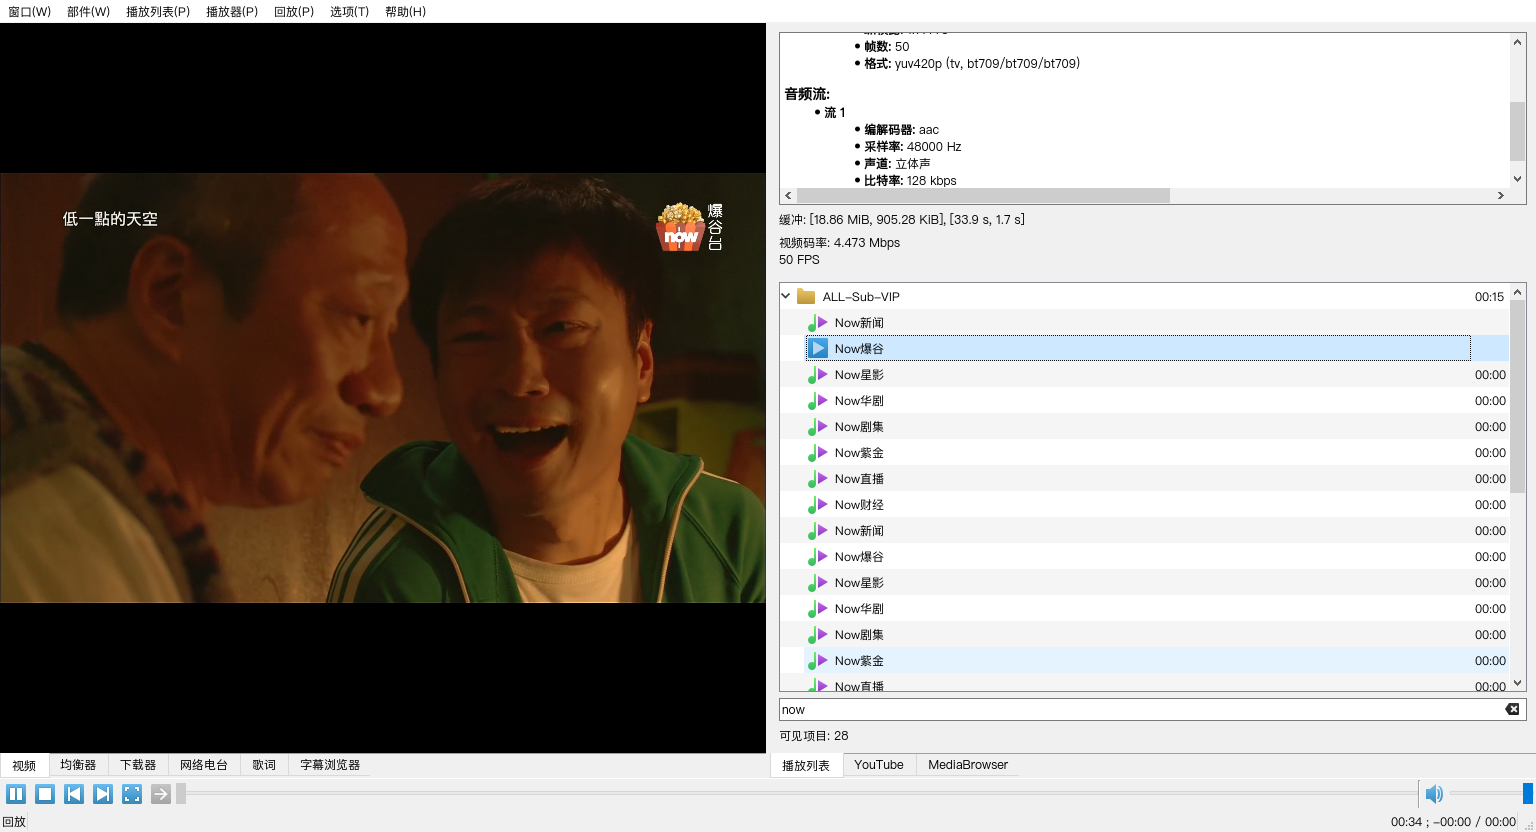 窗口(W) 部件(W) 播放列表(P) 播放器(P) 回放(P) 选项(T) 帮助(H)
低一點的天空
now
爆谷台
• 帧数: 50
• 格式: yuv420p (tv, bt709/bt709/bt709)
音频流:
• 流 1
• 编解码器: aac
• 采样率: 48000 Hz
• 声道: 立体声
• 比特率: 128 kbps
缓冲: [18.86 MiB, 905.28 KiB], [33.9 s, 1.7 s]
视频码率: 4.473 Mbps
50 FPS
ALL-Sub-VIP 00:15
Now新闻
Now爆谷
Now星影 00:00
Now华剧 00:00
Now剧集 00:00
Now紫金 00:00
Now直播 00:00
Now财经 00:00
Now新闻 00:00
Now爆谷 00:00
Now星影 00:00
Now华剧 00:00
Now剧集 00:00
Now紫金 00:00
Now直播 00:00
now
可见项目: 28
视频 均衡器 下载器 网络电台 歌词 字幕浏览器
播放列表 YouTube MediaBrowser
回放 00:34 ; -00:00 / 00:00